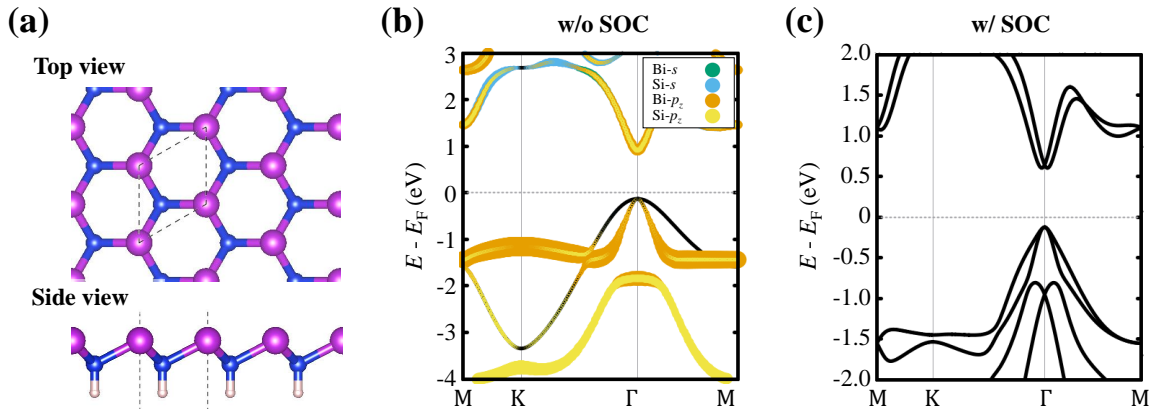 (a)
Top view
Side view
(b)
w/o SOC
E - E_F (eV)
3
2
1
0
-1
-2
-3
-4
Bi-s
Si-s
Bi-p_z
Si-p_z
M K Γ M
(c)
w/ SOC
E - E_F (eV)
2.0
1.5
1.0
0.5
0
-0.5
-1.0
-1.5
-2.0
M K Γ M